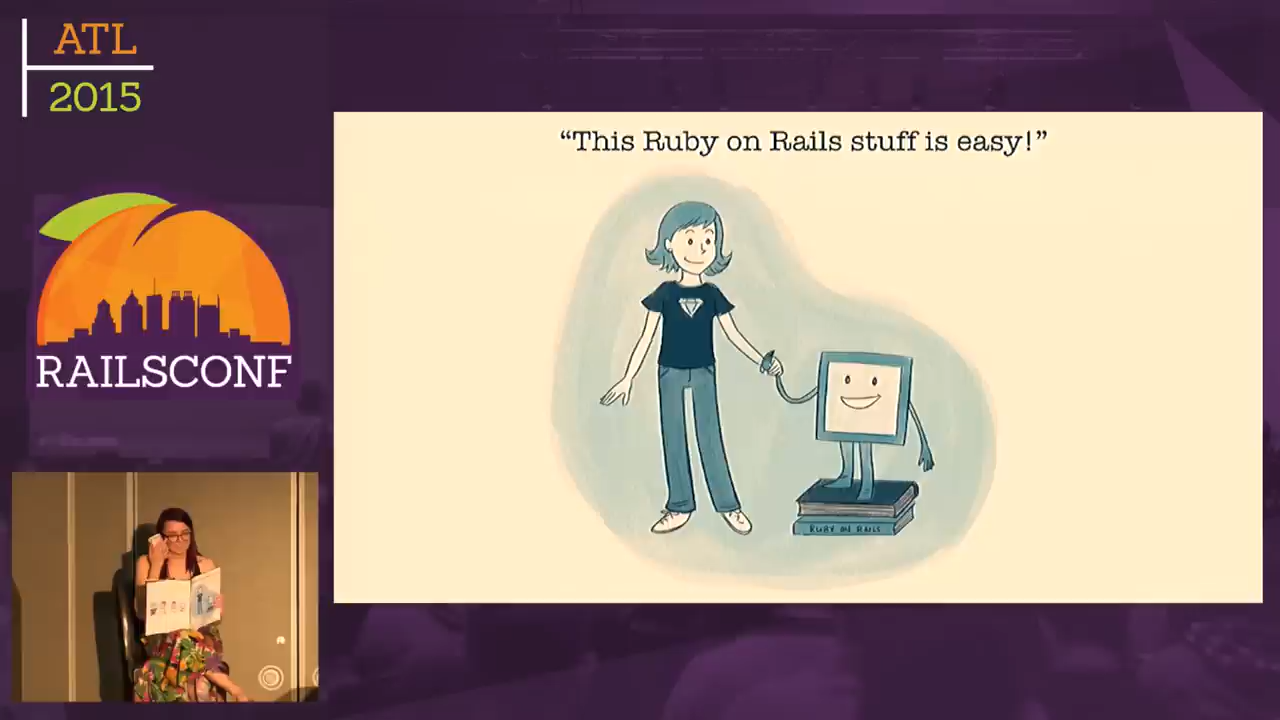 ATL
2015
RAILSCONF
“This Ruby on Rails stuff is easy!”
RUBY ON RAILS